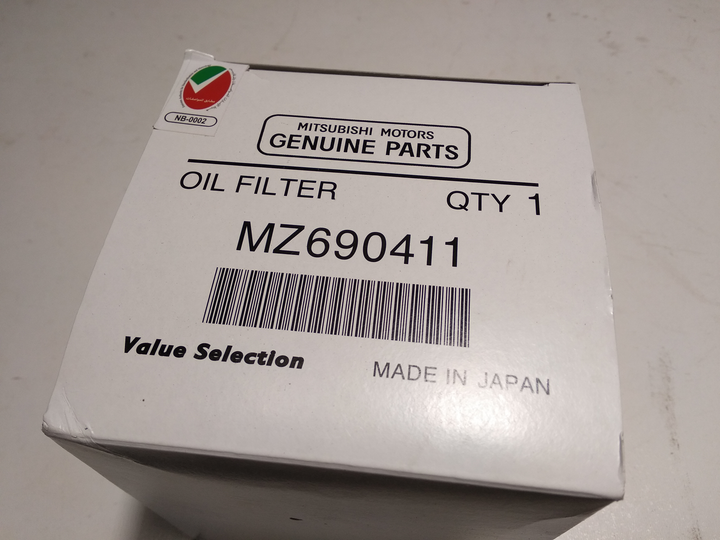 NB-0002
MITSUBISHI MOTORS
GENUINE PARTS
OIL FILTER QTY 1
MZ690411
Value Selection
MADE IN JAPAN